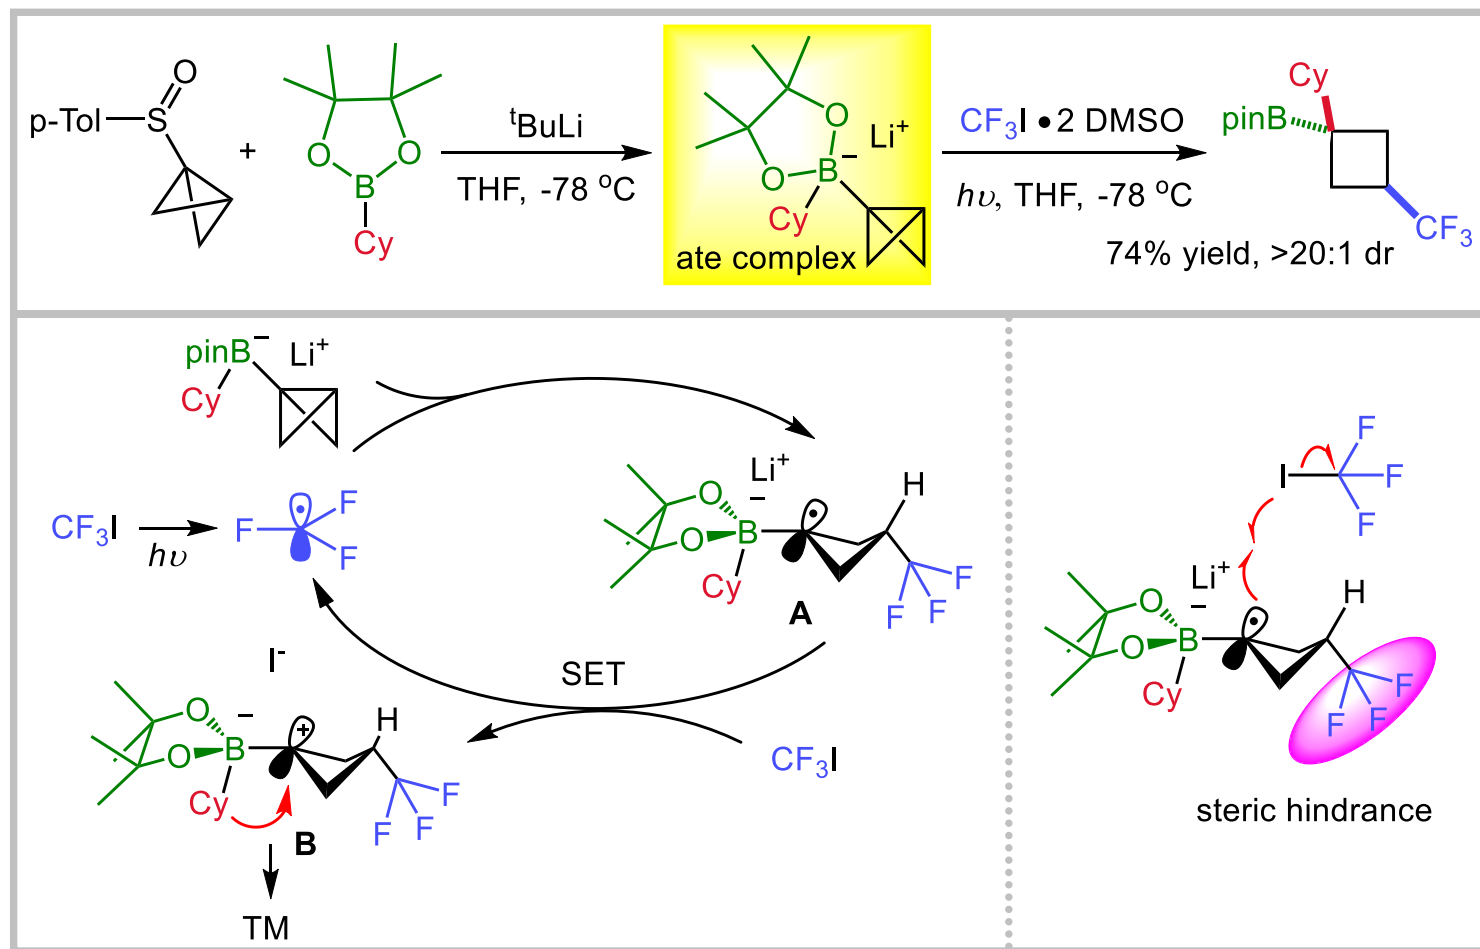 O
p-Tol
S
+
O
O
B
Cy
ᵗBuLi
THF, -78 ᵒC
O
O
B
−
Li⁺
Cy
ate complex
CF₃I • 2 DMSO
hυ, THF, -78 ᵒC
Cy
pinB
CF₃
74% yield, >20:1 dr
pinB
−
Li⁺
Cy
CF₃I
hυ
F
F
F
Li⁺
−
O
O
B
Cy
H
F
F
F
A
SET
CF₃I
I⁻
−
O
O
B
Cy
+
H
F
F
F
B
TM
I
F
F
F
Li⁺
−
O
O
B
Cy
H
F
F
F
steric hindrance